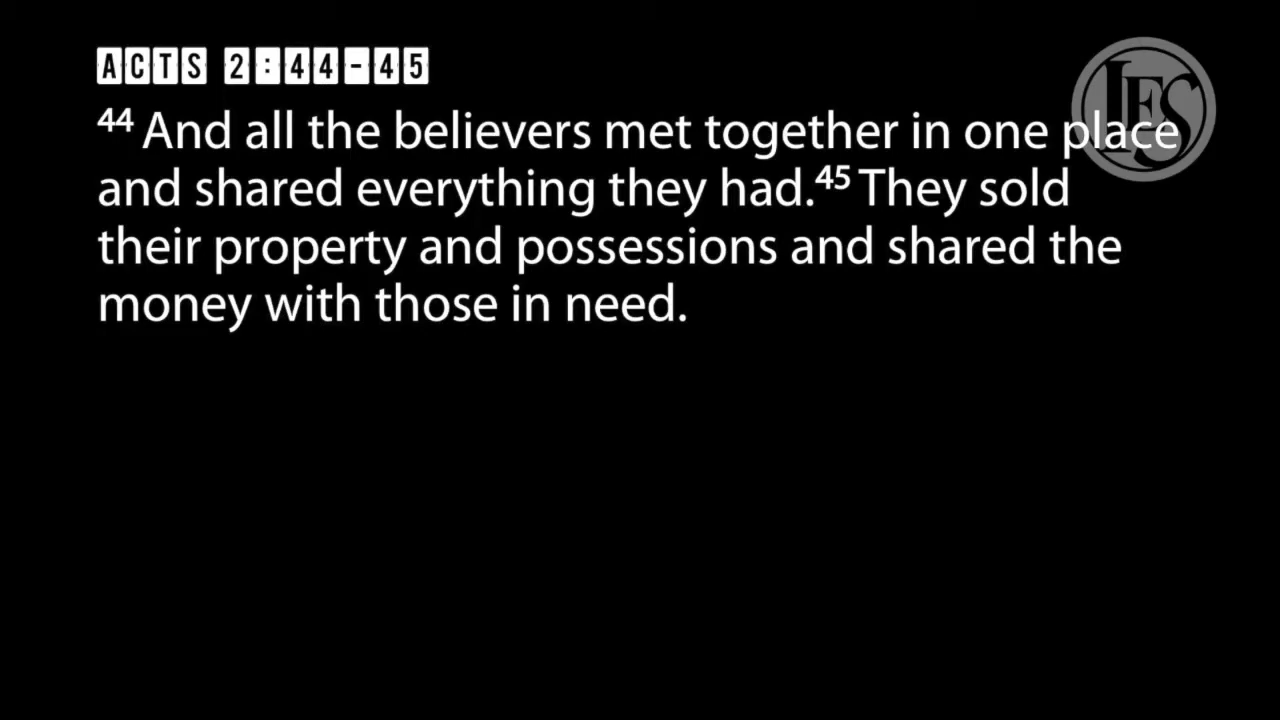 ACTS 2:44-45
IES
⁴⁴ And all the believers met together in one place
and shared everything they had.⁴⁵ They sold
their property and possessions and shared the
money with those in need.